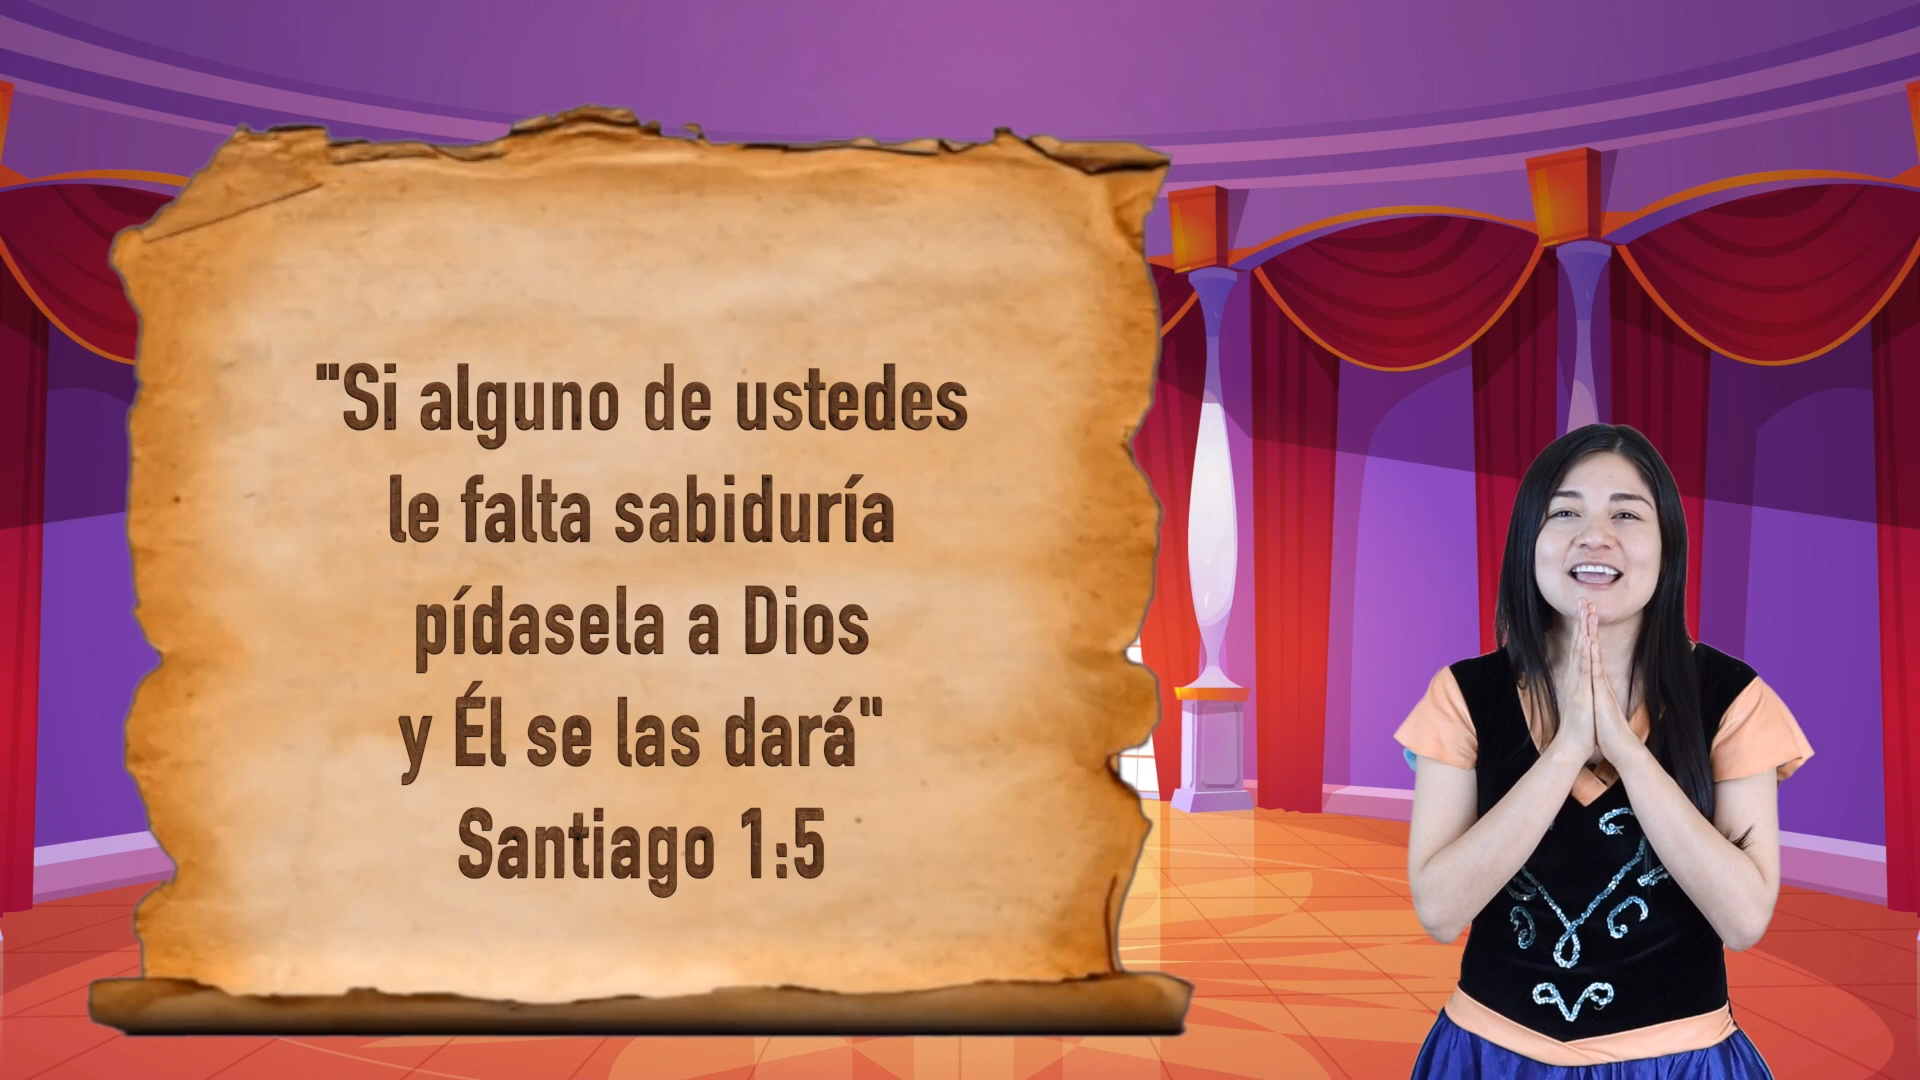 "Si alguno de ustedes
le falta sabiduría
pídasela a Dios
y Él se las dará"
Santiago 1:5